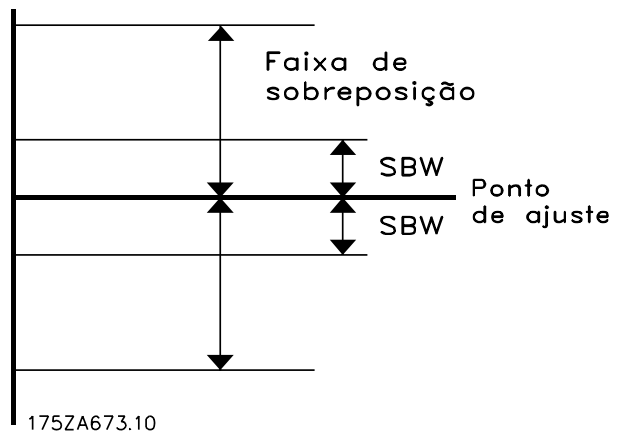 Faixa de
sobreposição
SBW
Ponto
de ajuste
SBW
175ZA673.10